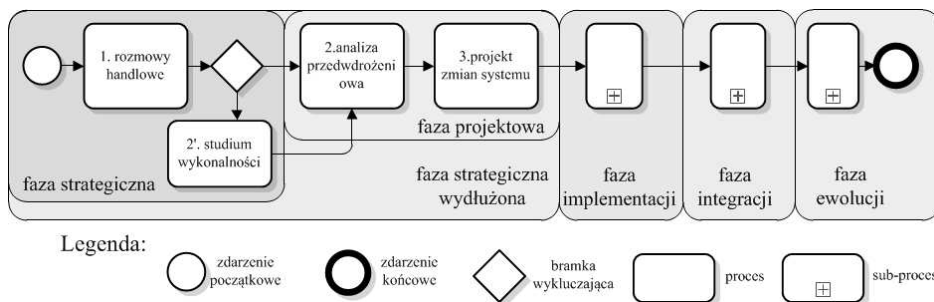 1. rozmowy
handlowe
2.analiza
przedwdrożeni
owa
3.projekt
zmian systemu
2'. studium
wykonalności
faza projektowa
faza strategiczna
faza strategiczna
wydłużona
faza
implementacji
faza
integracji
faza
ewolucji
Legenda:
zdarzenie
początkowe
zdarzenie
końcowe
bramka
wykluczająca
proces
sub-proces